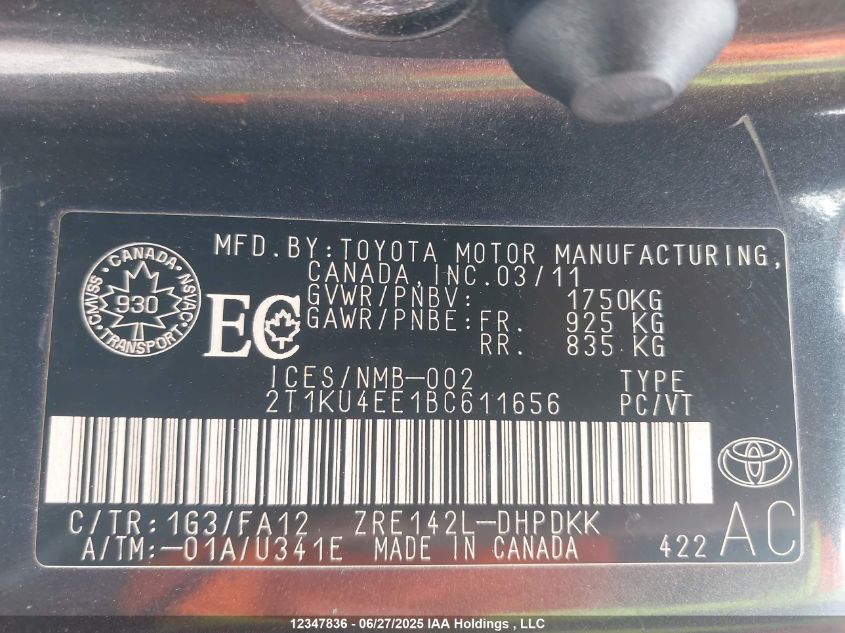 MFD.BY:TOYOTA MOTOR MANUFACTURING,
CANADA,INC.03/11
GVWR/PNBV: 1750KG
GAWR/PNBE:FR. 925 KG
RR. 835 KG
CANADA
CMVSS 930 NSVAC
TRANSPORT
EC
ICES/NMB-002 TYPE
2T1KU4EE1BC611656 PC/VT
C/TR:1G3/FA12 ZRE142L-DHPDKK
A/TM:-01A/U341E MADE IN CANADA 422 AC
12347836 - 06/27/2025 IAA Holdings , LLC